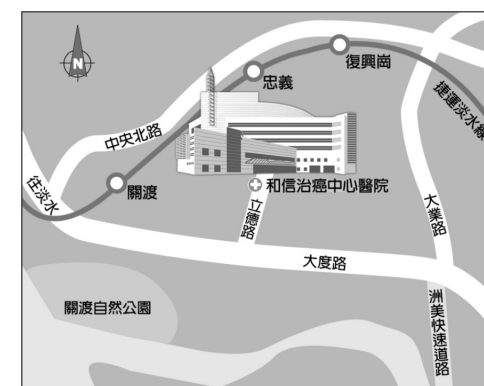 N
復興崗
忠義
捷運淡水線
中央北路
關渡
往淡水
和信治癌中心醫院
立德路
大業路
大度路
關渡自然公園
洲美快速道路